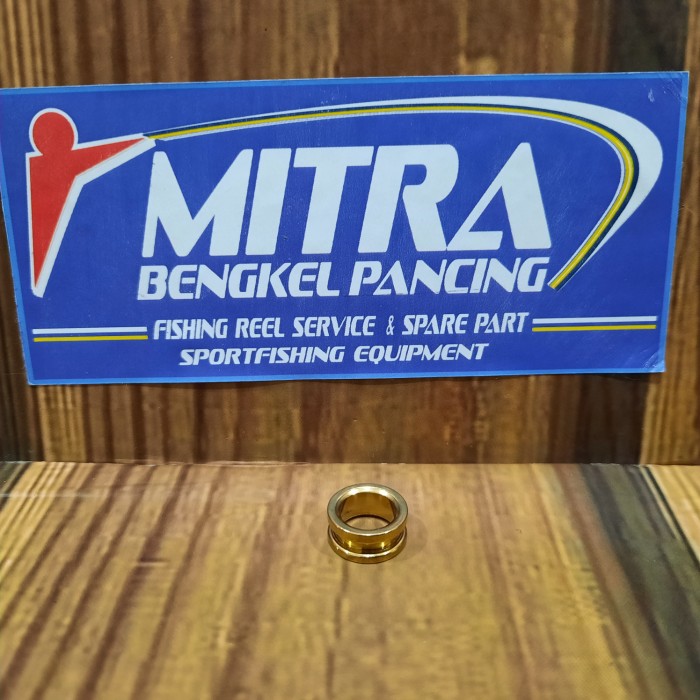 MITRA
BENGKEL PANCING
FISHING REEL SERVICE & SPARE PART
SPORTFISHING EQUIPMENT